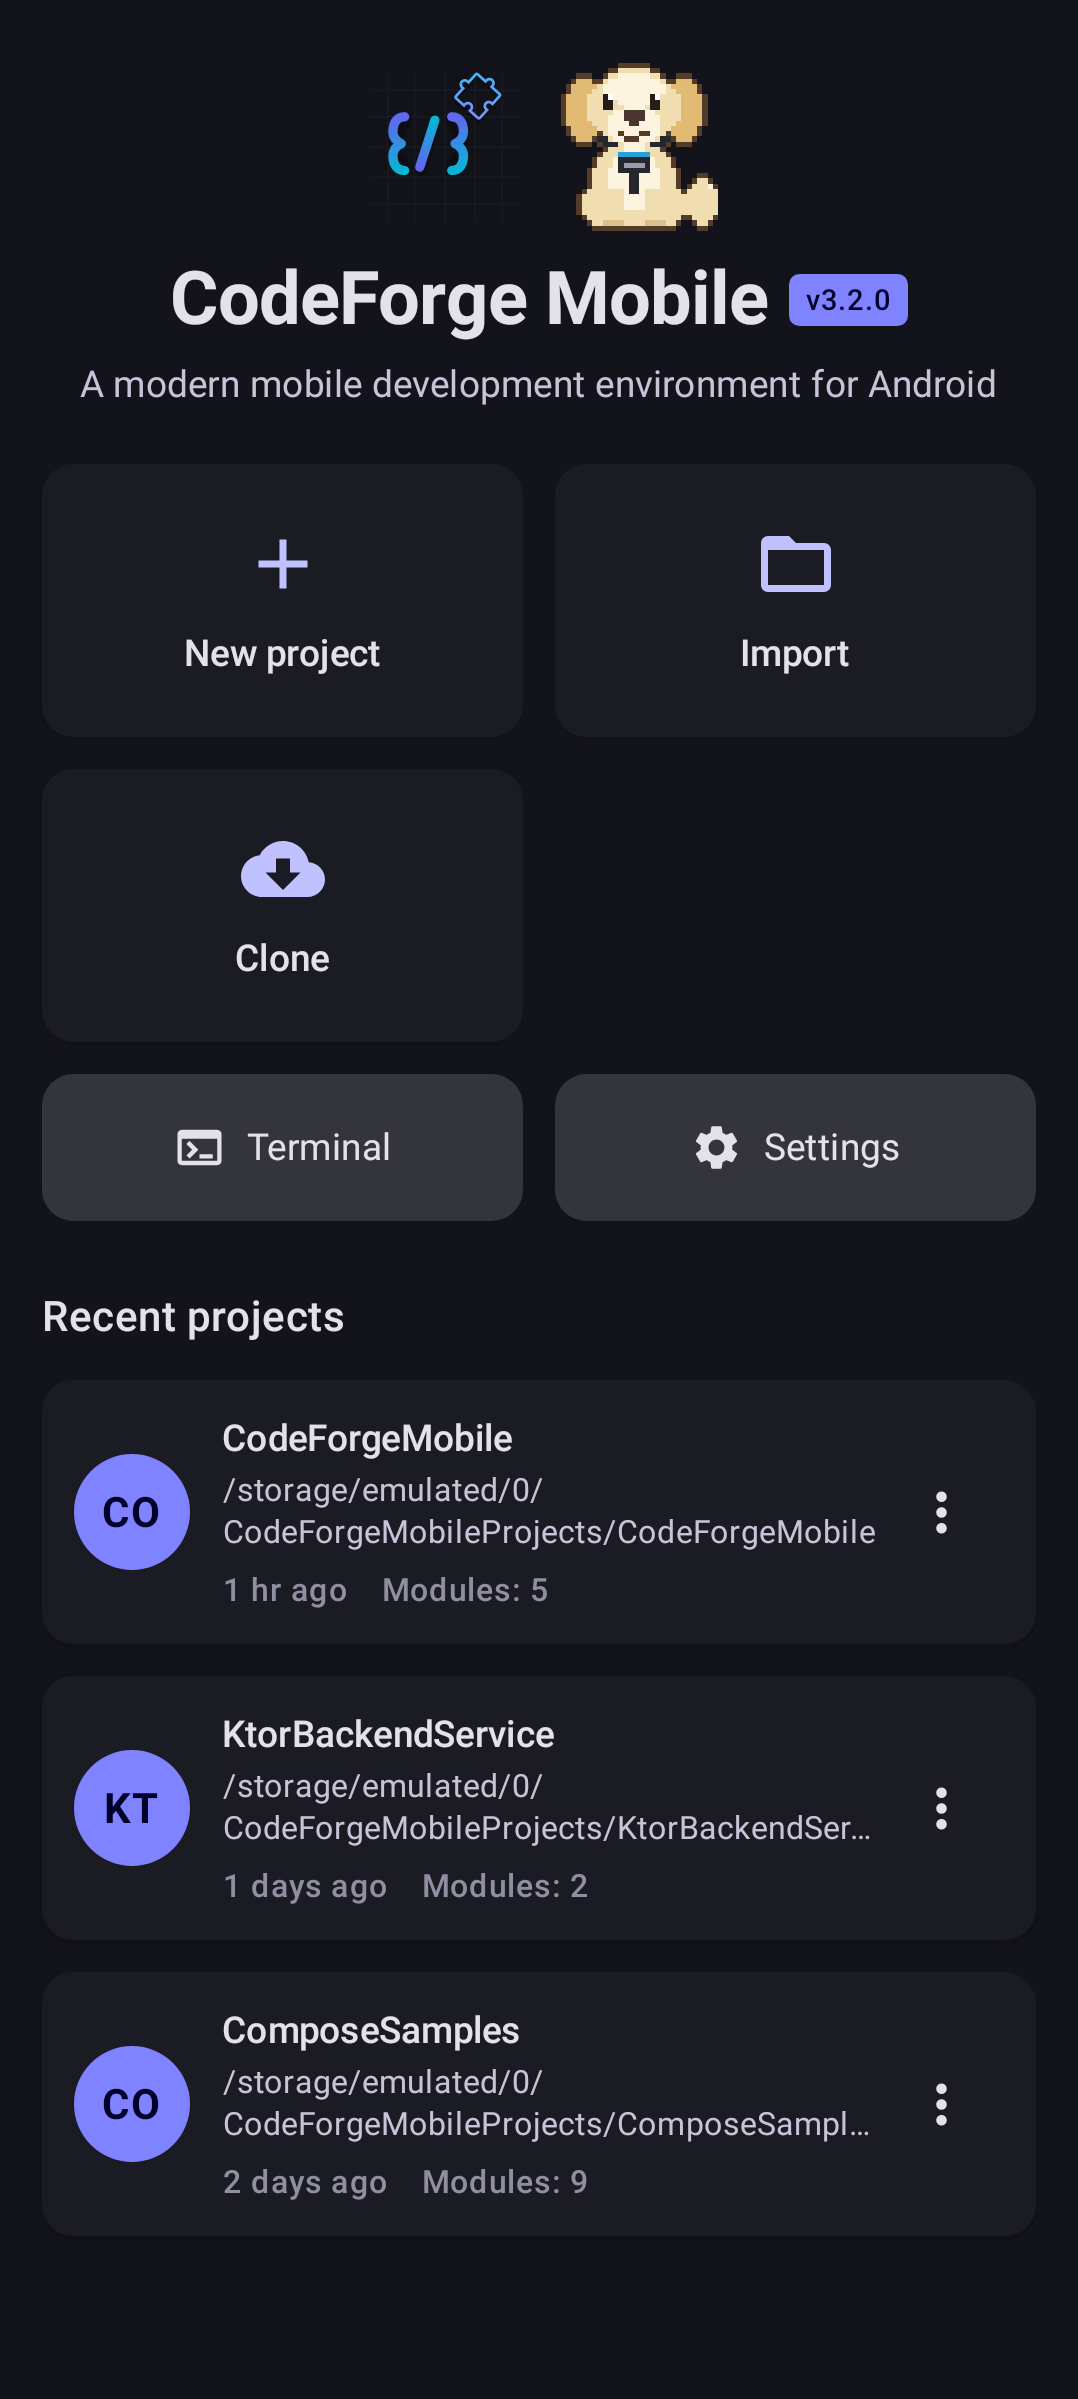 CodeForge Mobile v3.2.0
A modern mobile development environment for Android
New project
Import
Clone
Terminal
Settings
Recent projects
CO
CodeForgeMobile
/storage/emulated/0/
CodeForgeMobileProjects/CodeForgeMobile
1 hr ago Modules: 5
KT
KtorBackendService
/storage/emulated/0/
CodeForgeMobileProjects/KtorBackendSer…
1 days ago Modules: 2
CO
ComposeSamples
/storage/emulated/0/
CodeForgeMobileProjects/ComposeSampl…
2 days ago Modules: 9